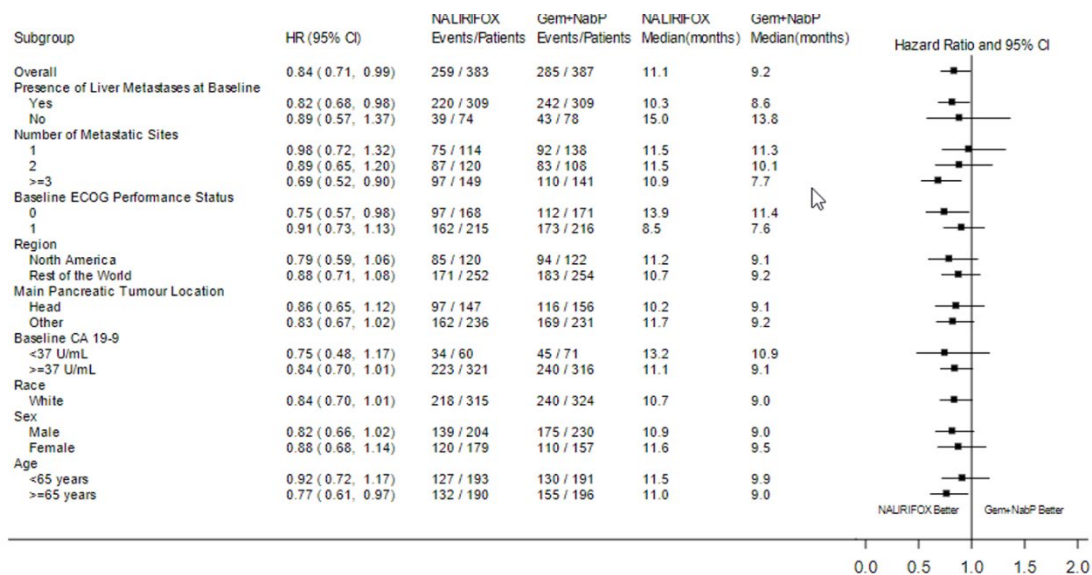 NALIRIFOX Gem+NabP NALIRIFOX Gem+NabP
Subgroup HR (95% CI) Events/Patients Events/Patients Median(months) Median(months) Hazard Ratio and 95% CI
Overall 0.84 ( 0.71, 0.99) 259 / 383 285 / 387 11.1 9.2
Presence of Liver Metastases at Baseline
Yes 0.82 ( 0.68, 0.98) 220 / 309 242 / 309 10.3 8.6
No 0.89 ( 0.57, 1.37) 39 / 74 43 / 78 15.0 13.8
Number of Metastatic Sites
1 0.98 ( 0.72, 1.32) 75 / 114 92 / 138 11.5 11.3
2 0.89 ( 0.65, 1.20) 87 / 120 83 / 108 11.5 10.1
>=3 0.69 ( 0.52, 0.90) 97 / 149 110 / 141 10.9 7.7
Baseline ECOG Performance Status
0 0.75 ( 0.57, 0.98) 97 / 168 112 / 171 13.9 11.4
1 0.91 ( 0.73, 1.13) 162 / 215 173 / 216 8.5 7.6
Region
North America 0.79 ( 0.59, 1.06) 85 / 120 94 / 122 11.2 9.1
Rest of the World 0.88 ( 0.71, 1.08) 171 / 252 183 / 254 10.7 9.2
Main Pancreatic Tumour Location
Head 0.86 ( 0.65, 1.12) 97 / 147 116 / 156 10.2 9.1
Other 0.83 ( 0.67, 1.02) 162 / 236 169 / 231 11.7 9.2
Baseline CA 19-9
<37 U/mL 0.75 ( 0.48, 1.17) 34 / 60 45 / 71 13.2 10.9
>=37 U/mL 0.84 ( 0.70, 1.01) 223 / 321 240 / 316 11.1 9.1
Race
White 0.84 ( 0.70, 1.01) 218 / 315 240 / 324 10.7 9.0
Sex
Male 0.82 ( 0.66, 1.02) 139 / 204 175 / 230 10.9 9.0
Female 0.88 ( 0.68, 1.14) 120 / 179 110 / 157 11.6 9.5
Age
<65 years 0.92 ( 0.72, 1.17) 127 / 193 130 / 191 11.5 9.9
>=65 years 0.77 ( 0.61, 0.97) 132 / 190 155 / 196 11.0 9.0
NALIRIFOX Better Gem+NabP Better
0.0 0.5 1.0 1.5 2.0